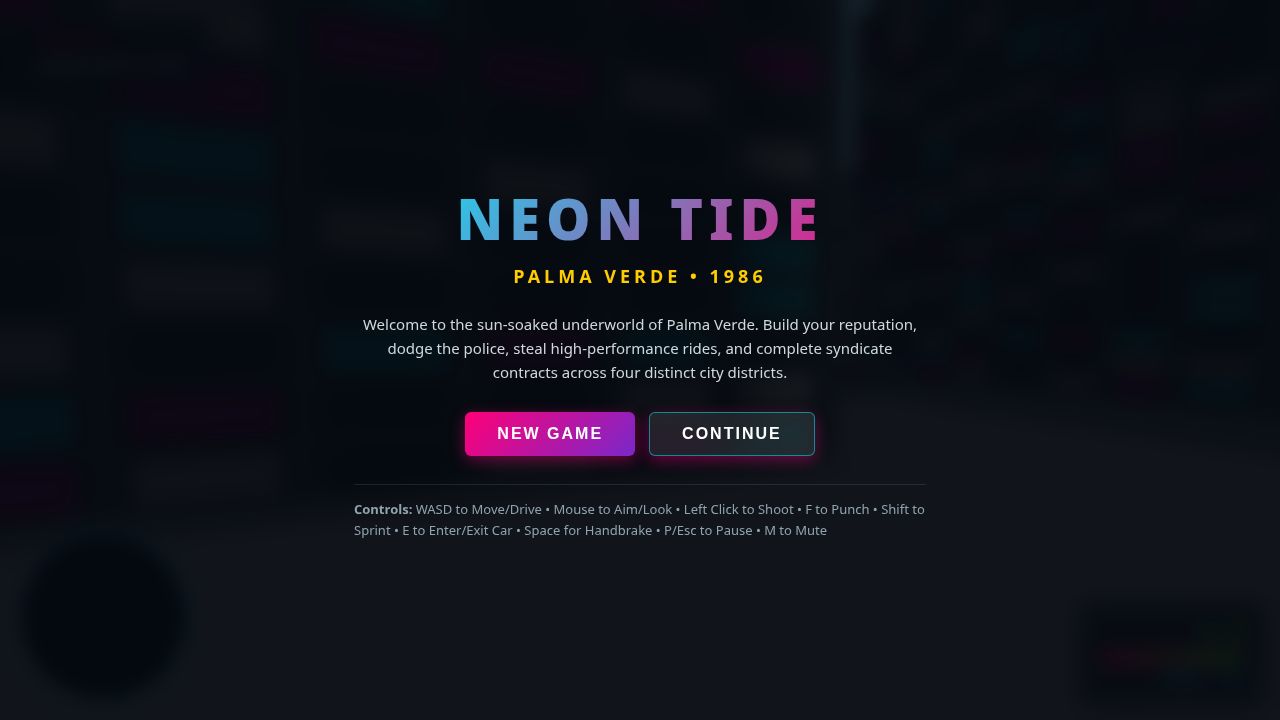 NEON TIDE
PALMA VERDE • 1986
Welcome to the sun-soaked underworld of Palma Verde. Build your reputation,
dodge the police, steal high-performance rides, and complete syndicate
contracts across four distinct city districts.
NEW GAME
CONTINUE
Controls: WASD to Move/Drive • Mouse to Aim/Look • Left Click to Shoot • F to Punch • Shift to
Sprint • E to Enter/Exit Car • Space for Handbrake • P/Esc to Pause • M to Mute